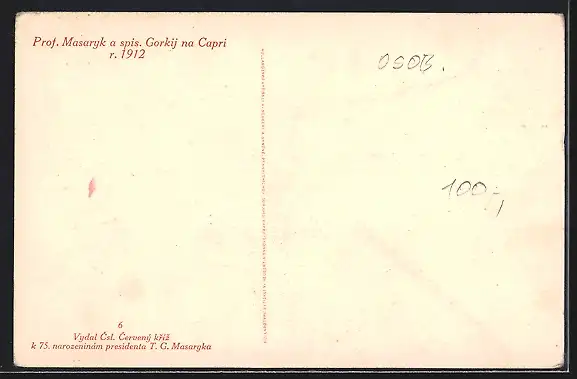 Prof. Masaryk a spis. Gorkij na Capri
r. 1912
OSOB.
100,-
6
Vydal Čsl. Červený kříž
k 75. narozeninám presidenta T. G. Masaryka